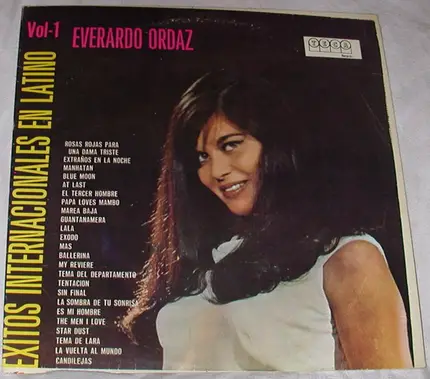 Vol-1 EVERARDO ORDAZ
TECA
EXITOS INTERNACIONALES EN LATINO
ROSAS ROJAS PARA
UNA DAMA TRISTE
EXTRAÑOS EN LA NOCHE
MANHATAN
BLUE MOON
AT LAST
EL TERCER HOMBRE
PAPA LOVES MAMBO
MAREA BAJA
GUANTANAMERA
LALA
EXODO
MAS
BALLERINA
MY REVIERE
TEMA DEL DEPARTAMENTO
TENTACION
SIN FINAL
LA SOMBRA DE TU SONRISA
ES MI HOMBRE
THE MEN I LOVE
STAR DUST
TEMA DE LARA
LA VUELTA AL MUNDO
CANDILEJAS